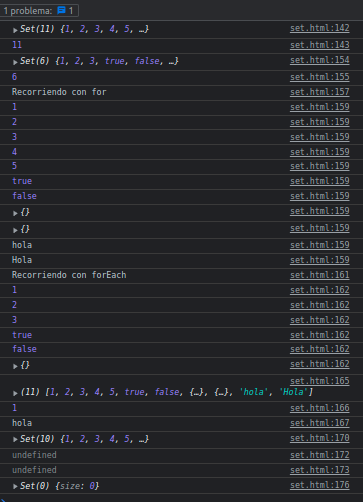 1 problema: 1
Set(11) {1, 2, 3, 4, 5, …} set.html:142
11 set.html:143
Set(6) {1, 2, 3, true, false, …} set.html:154
6 set.html:155
Recorriendo con for set.html:157
1 set.html:159
2 set.html:159
3 set.html:159
4 set.html:159
5 set.html:159
true set.html:159
false set.html:159
{} set.html:159
{} set.html:159
hola set.html:159
Hola set.html:159
Recorriendo con forEach set.html:161
1 set.html:162
2 set.html:162
3 set.html:162
true set.html:162
false set.html:162
{} set.html:162
set.html:165
(11) [1, 2, 3, 4, 5, true, false, {…}, {…}, 'hola', 'Hola']
1 set.html:166
hola set.html:167
Set(10) {1, 2, 3, 4, 5, …} set.html:170
undefined set.html:172
undefined set.html:173
Set(0) {size: 0} set.html:176